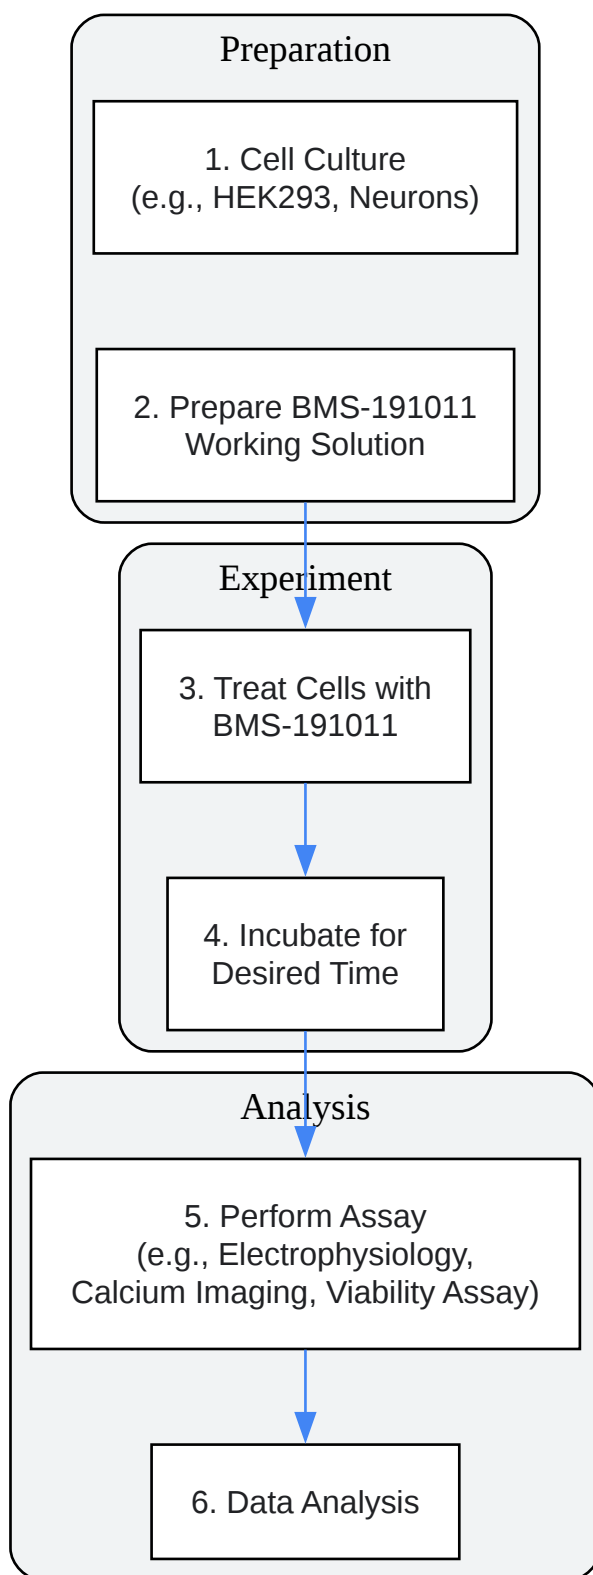 Preparation
1. Cell Culture
(e.g., HEK293, Neurons)
2. Prepare BMS-191011
Working Solution
Experiment
3. Treat Cells with
BMS-191011
4. Incubate for
Desired Time
Analysis
5. Perform Assay
(e.g., Electrophysiology,
Calcium Imaging, Viability Assay)
6. Data Analysis